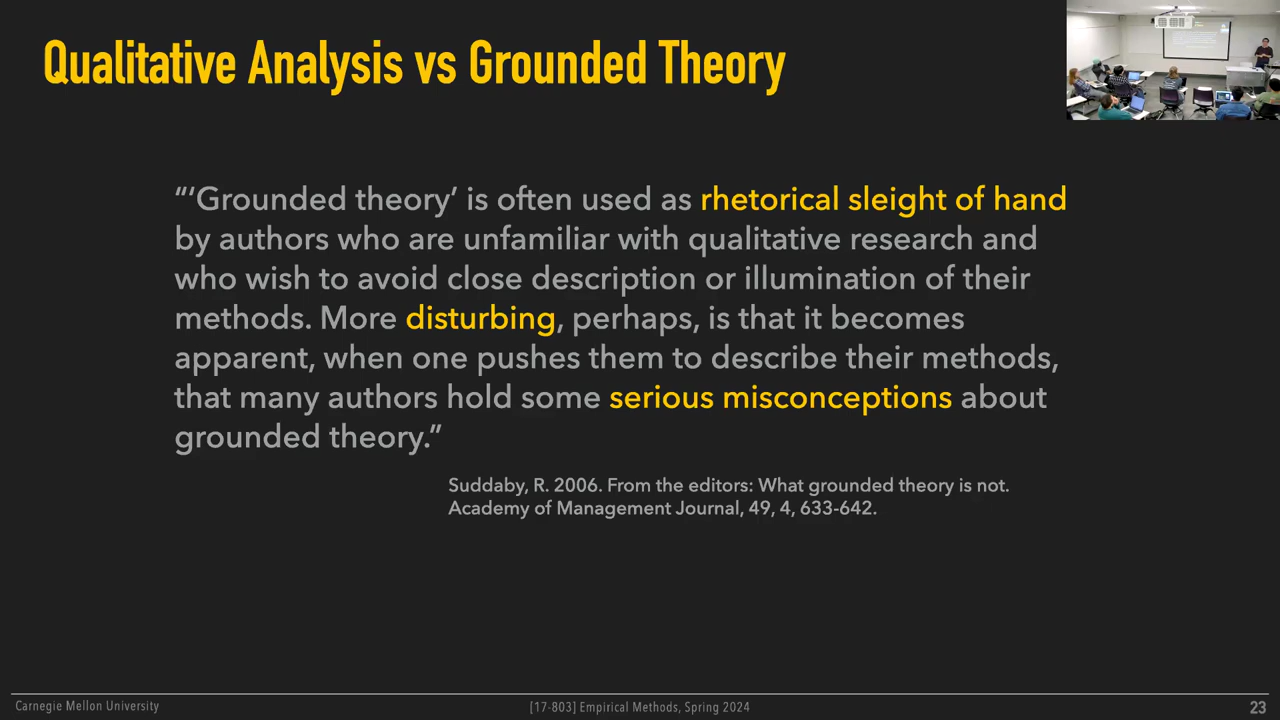 Qualitative Analysis vs Grounded Theory
“‘Grounded theory’ is often used as rhetorical sleight of hand
by authors who are unfamiliar with qualitative research and
who wish to avoid close description or illumination of their
methods. More disturbing, perhaps, is that it becomes
apparent, when one pushes them to describe their methods,
that many authors hold some serious misconceptions about
grounded theory.”
Suddaby, R. 2006. From the editors: What grounded theory is not.
Academy of Management Journal, 49, 4, 633-642.
Carnegie Mellon University
[17-803] Empirical Methods, Spring 2024
23